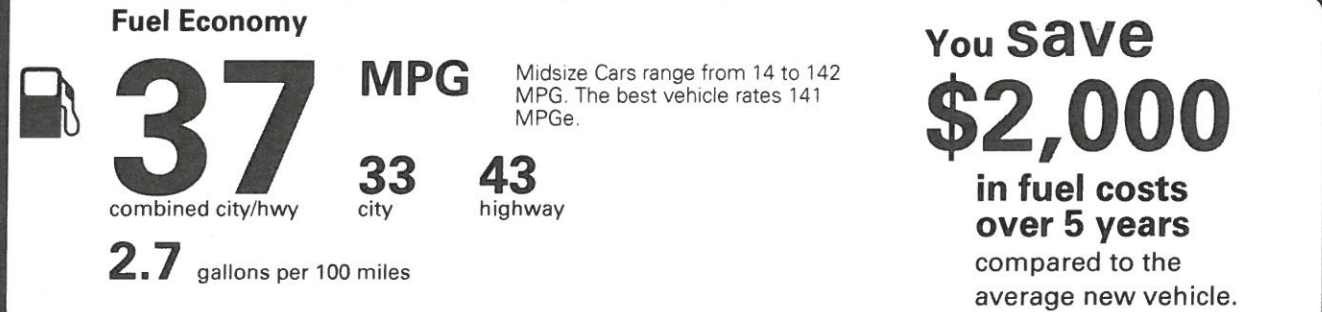 Fuel Economy
37
combined city/hwy
MPG
33
city
43
highway
Midsize Cars range from 14 to 142
MPG. The best vehicle rates 141
MPGe.
2.7 gallons per 100 miles
You save
$2,000
in fuel costs
over 5 years
compared to the
average new vehicle.